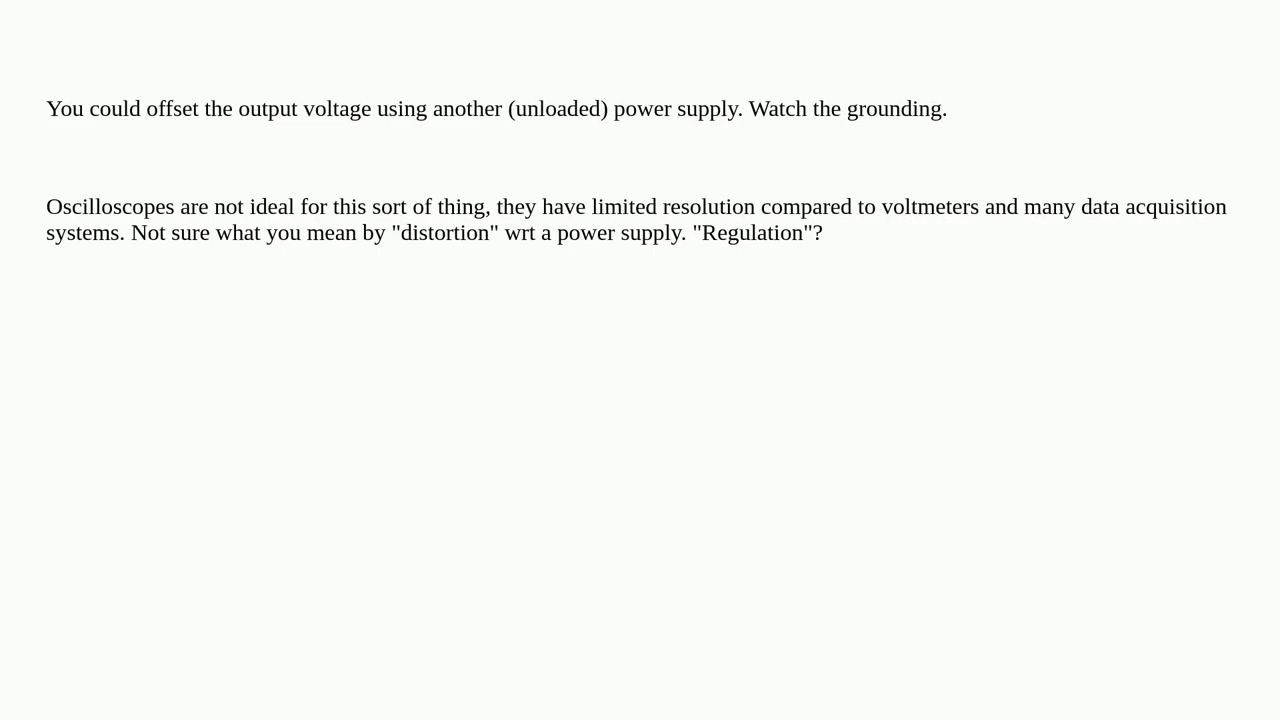 You could offset the output voltage using another (unloaded) power supply. Watch the grounding.
Oscilloscopes are not ideal for this sort of thing, they have limited resolution compared to voltmeters and many data acquisition
systems. Not sure what you mean by "distortion" wrt a power supply. "Regulation"?